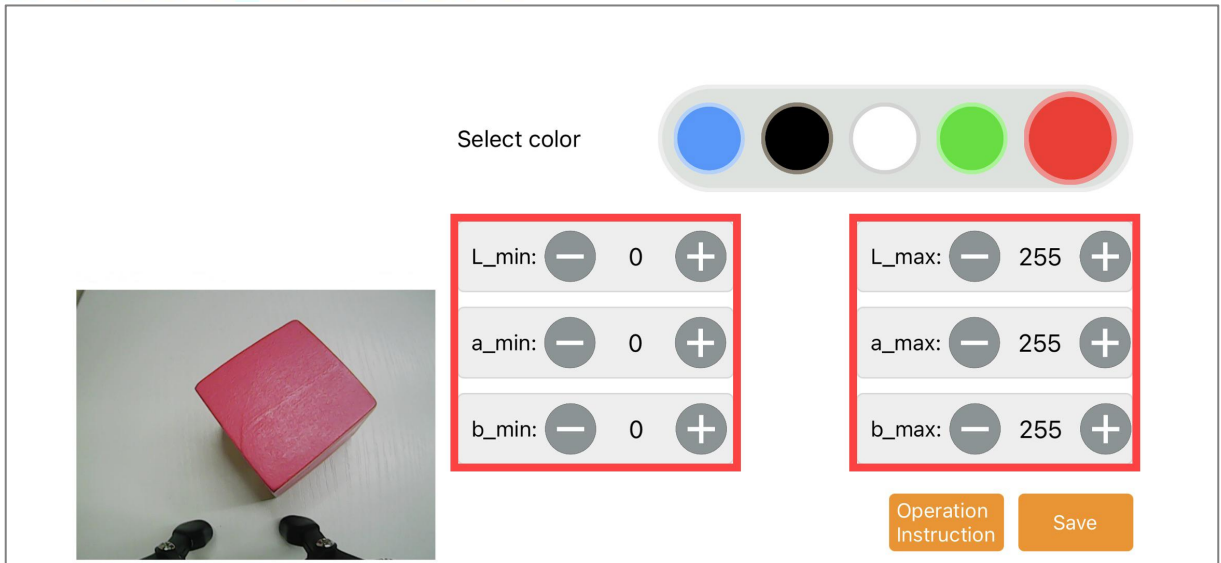 Select color
L_min: 0
L_max: 255
a_min: 0
a_max: 255
b_min: 0
b_max: 255
Operation
Instruction
Save